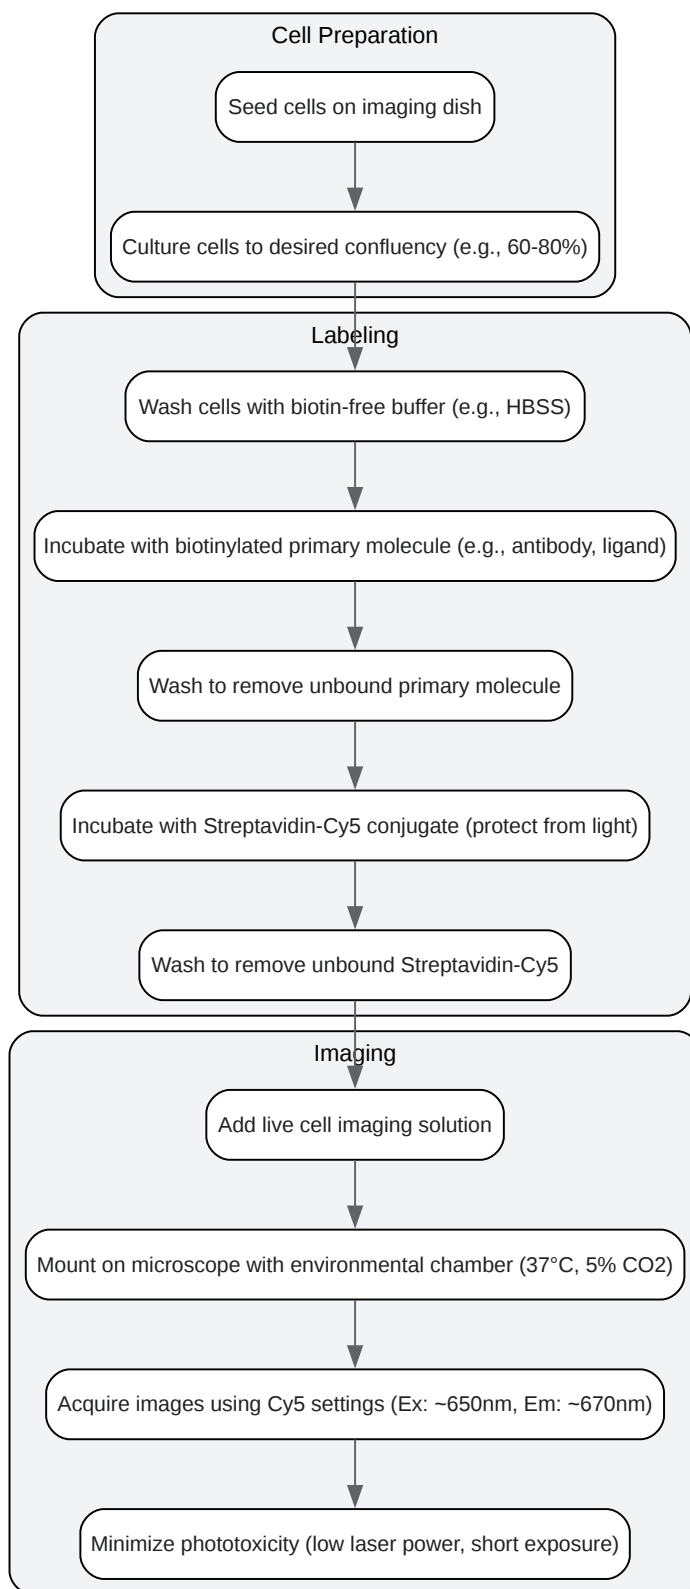 Cell Preparation
Seed cells on imaging dish
Culture cells to desired confluency (e.g., 60-80%)
Labeling
Wash cells with biotin-free buffer (e.g., HBSS)
Incubate with biotinylated primary molecule (e.g., antibody, ligand)
Wash to remove unbound primary molecule
Incubate with Streptavidin-Cy5 conjugate (protect from light)
Wash to remove unbound Streptavidin-Cy5
Imaging
Add live cell imaging solution
Mount on microscope with environmental chamber (37°C, 5% CO2)
Acquire images using Cy5 settings (Ex: ~650nm, Em: ~670nm)
Minimize phototoxicity (low laser power, short exposure)